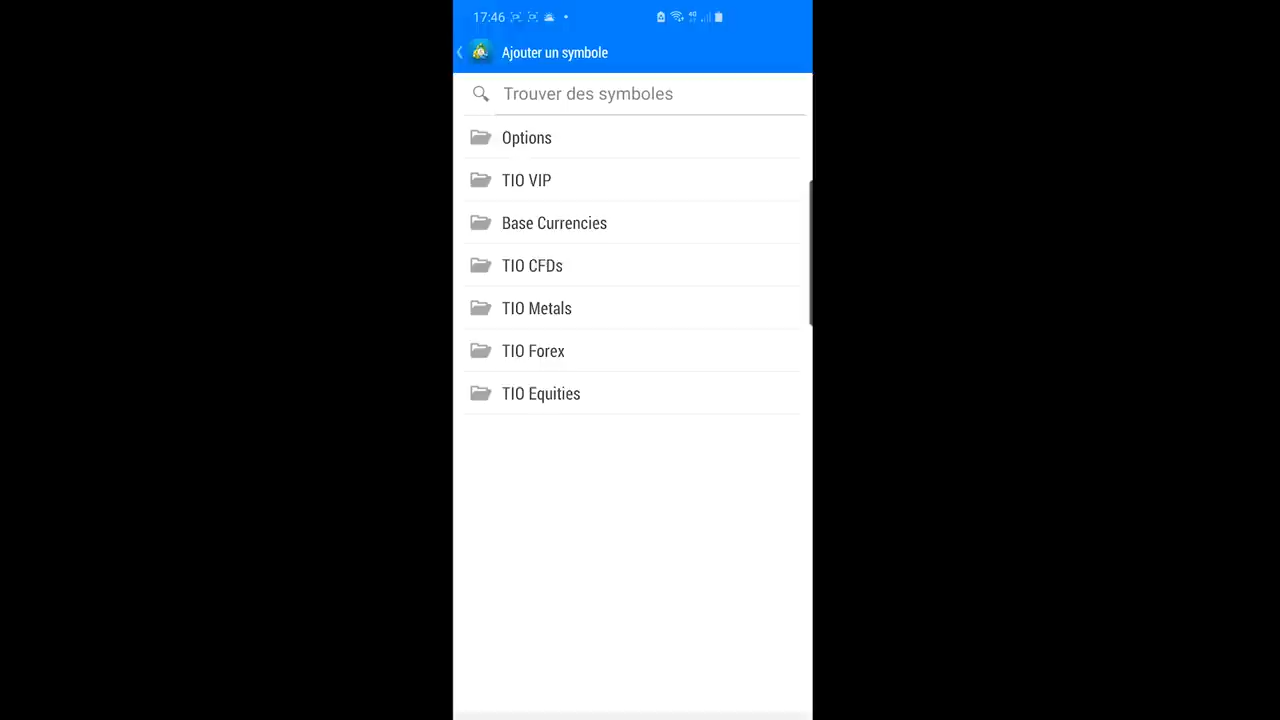 17:46
Ajouter un symbole
Trouver des symboles
Options
TIO VIP
Base Currencies
TIO CFDs
TIO Metals
TIO Forex
TIO Equities